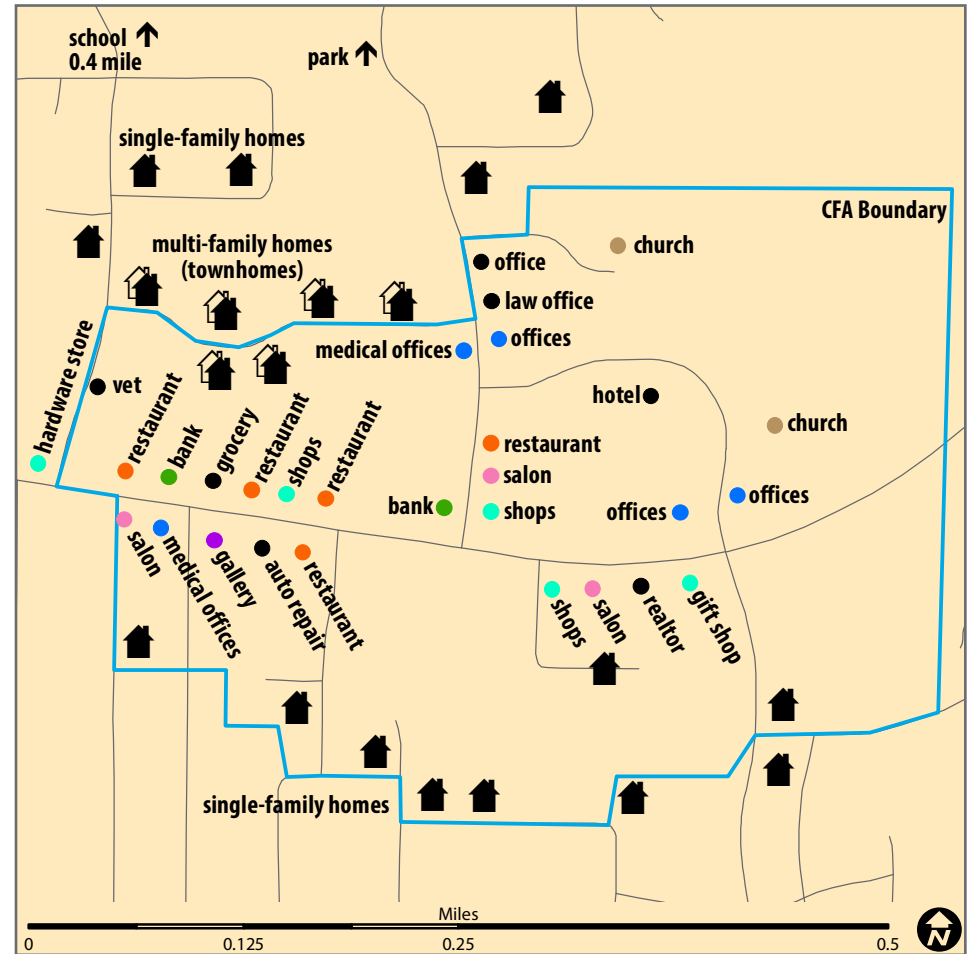 school
0.4 mile
park
single-family homes
CFA Boundary
multi-family homes
(townhomes)
church
office
law office
offices
medical offices
hardware store
vet
restaurant
bank
grocery
restaurant
shops
restaurant
hotel
church
restaurant
salon
bank
shops
offices
offices
salon
medical offices
gallery
auto repair
restaurant
shops
salon
realtor
gift shop
single-family homes
Miles
0
0.125
0.25
0.5
N